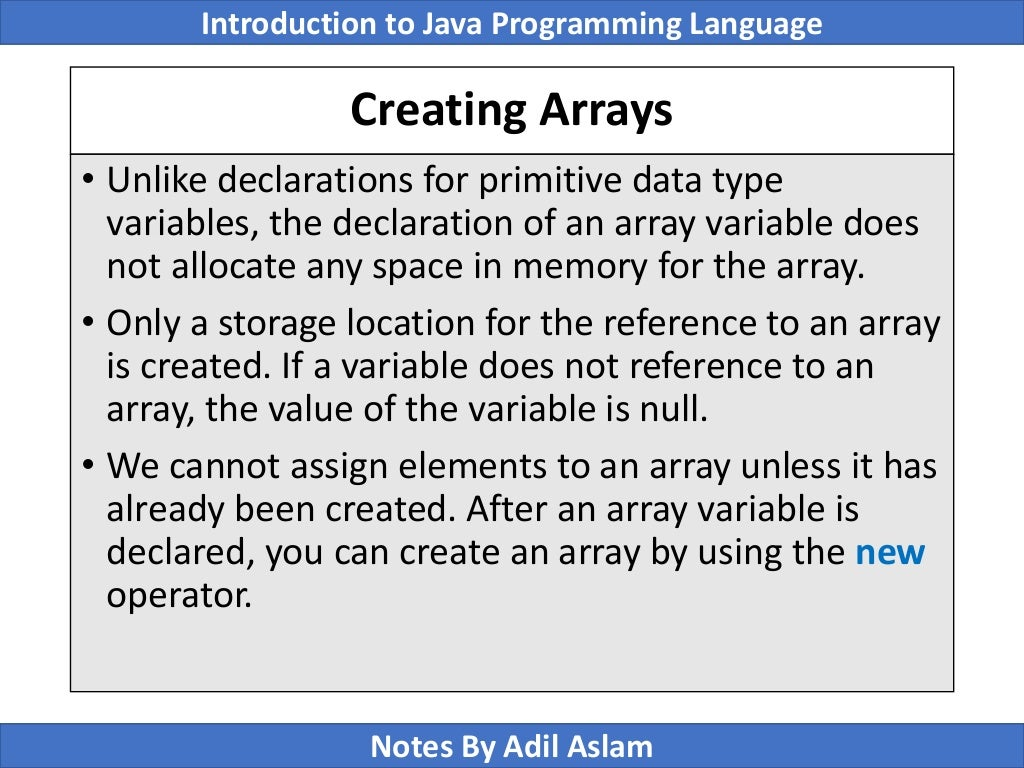 Introduction to Java Programming Language
Creating Arrays
• Unlike declarations for primitive data type
variables, the declaration of an array variable does
not allocate any space in memory for the array.
• Only a storage location for the reference to an array
is created. If a variable does not reference to an
array, the value of the variable is null.
• We cannot assign elements to an array unless it has
already been created. After an array variable is
declared, you can create an array by using the new
operator.
Notes By Adil Aslam